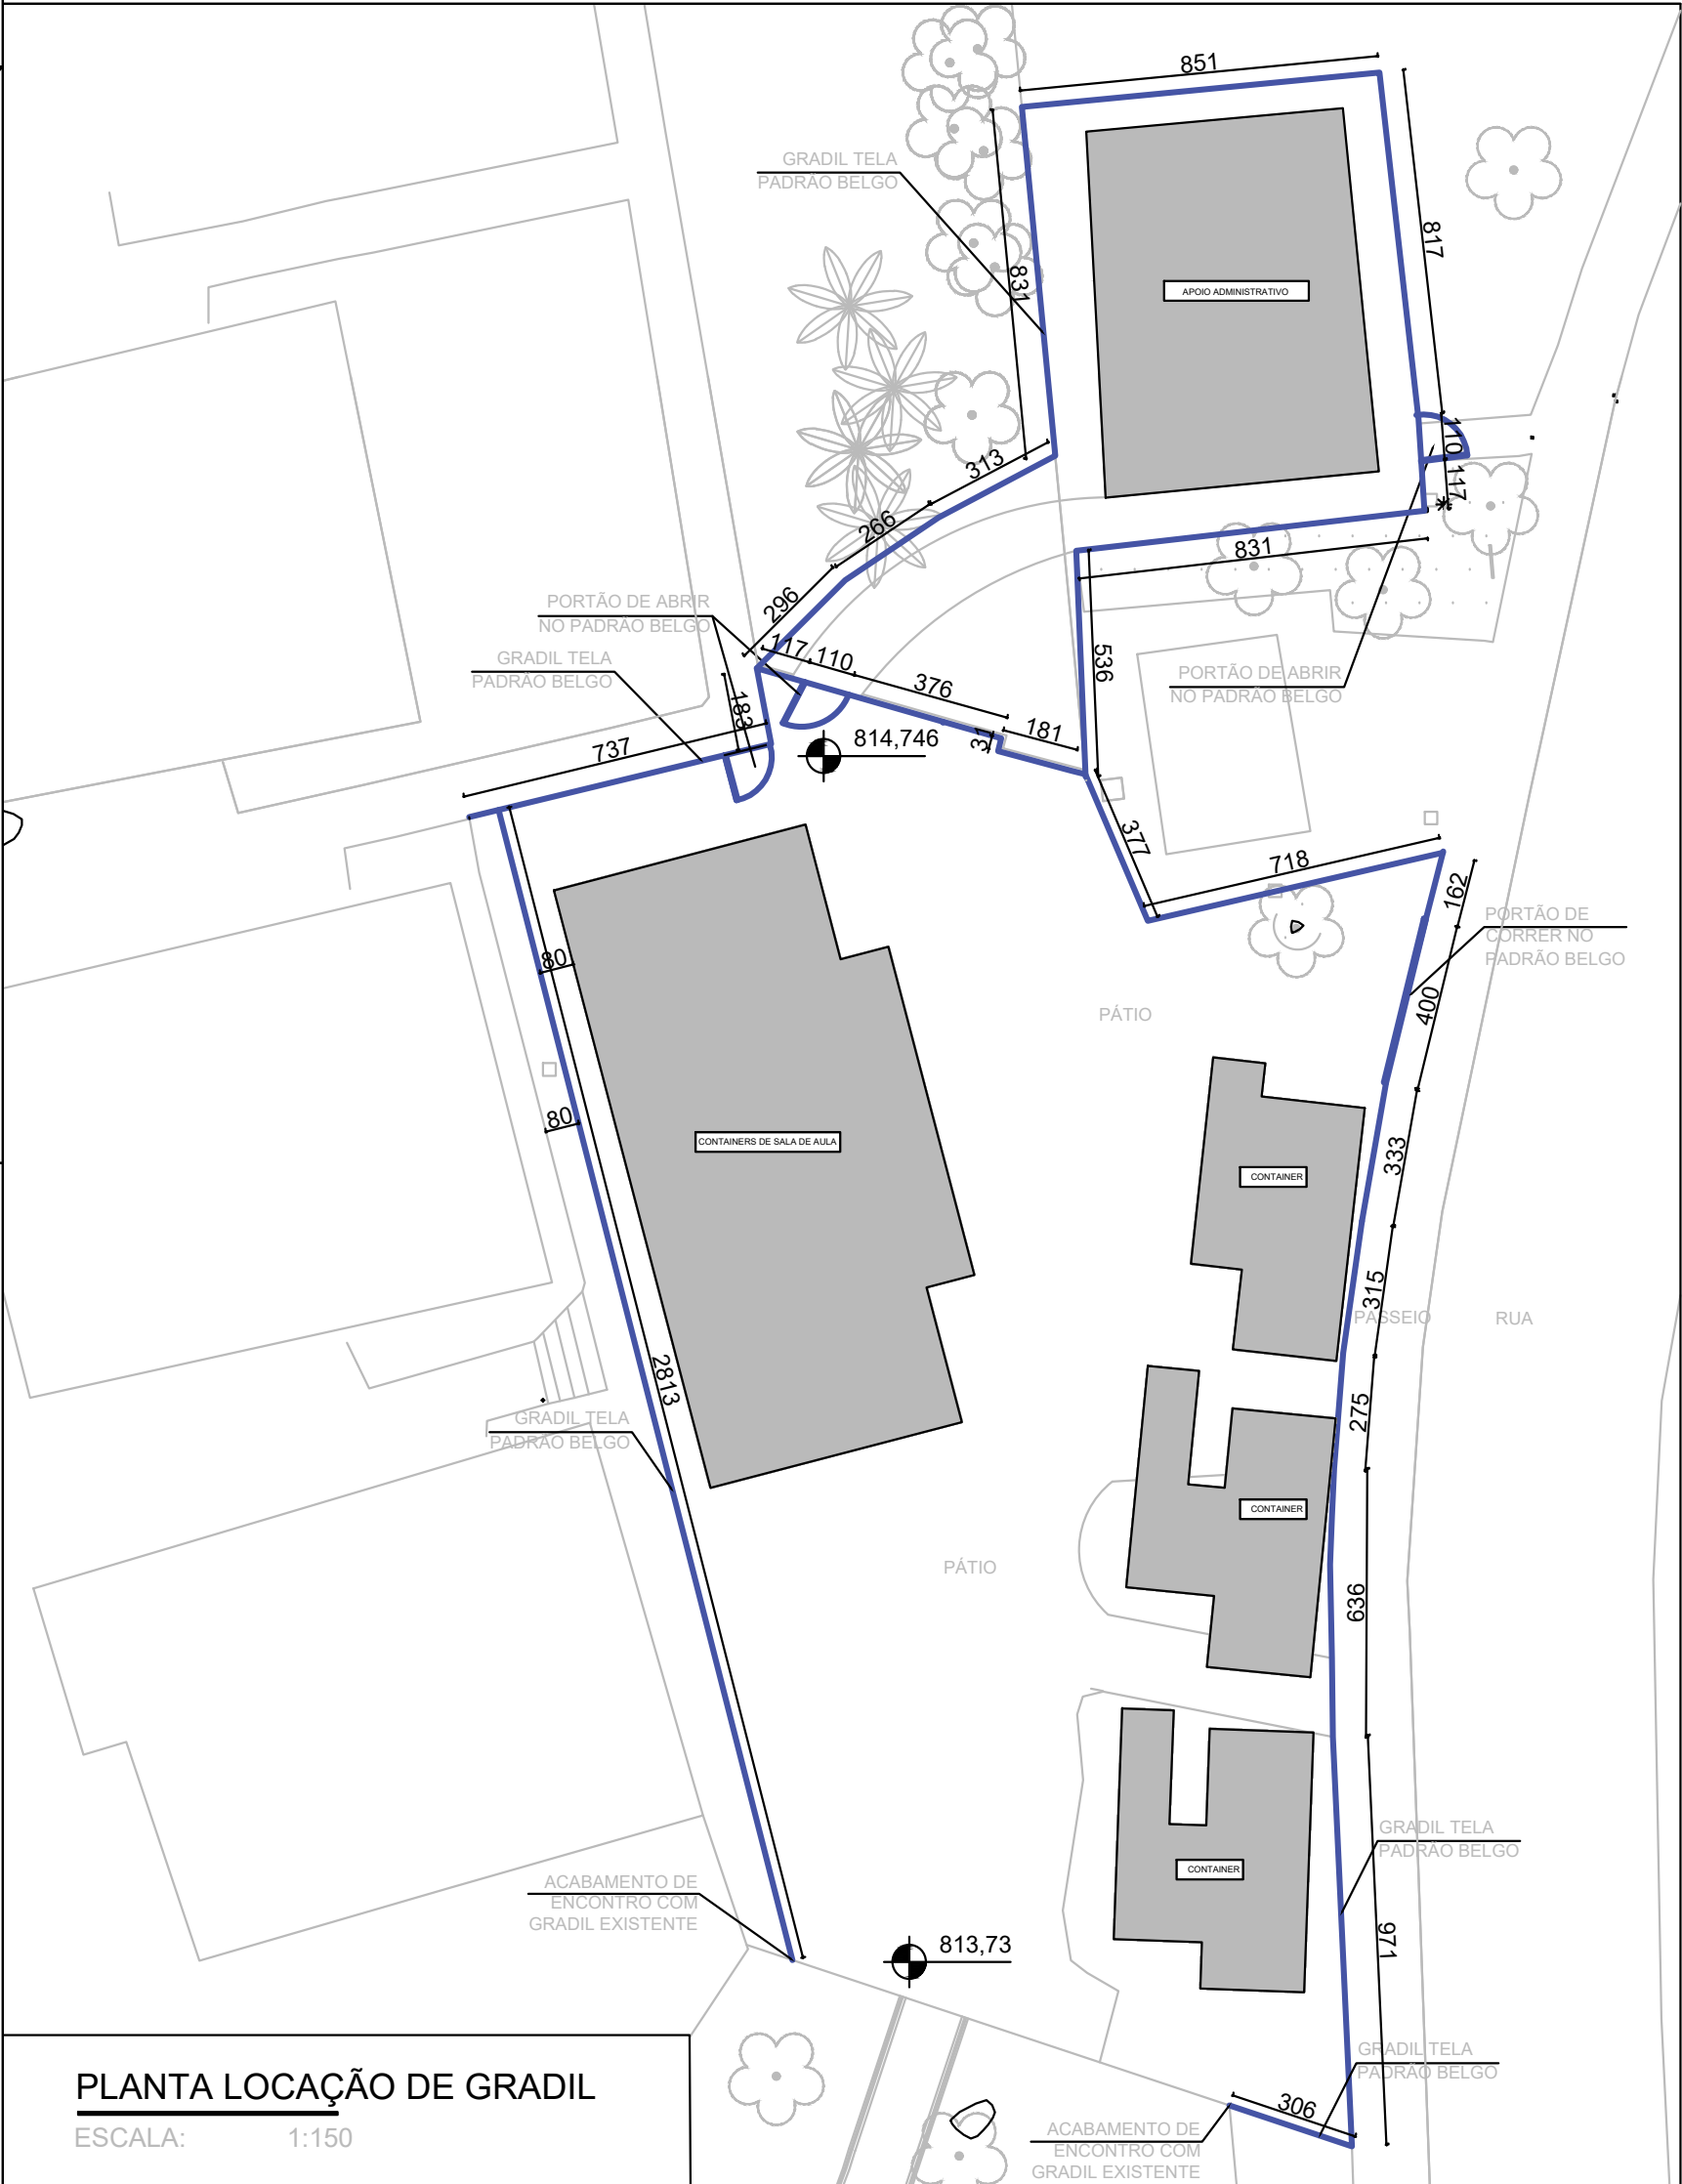 851
GRADIL TELA
PADRÃO BELGO
817
831
APOIO ADMINISTRATIVO
110
117
313
266
831
296
PORTÃO DE ABRIR
NO PADRÃO BELGO
117
110
536
GRADIL TELA
PADRÃO BELGO
376
PORTÃO DE ABRIR
NO PADRÃO BELGO
183
181
31
737
814,746
377
718
162
PORTÃO DE
CORRER NO
PADRÃO BELGO
80
400
PÁTIO
80
CONTAINERS DE SALA DE AULA
333
CONTAINER
315
PASSEIO
RUA
2813
275
GRADIL TELA
PADRÃO BELGO
CONTAINER
PÁTIO
636
GRADIL TELA
PADRÃO BELGO
CONTAINER
ACABAMENTO DE
ENCONTRO COM
GRADIL EXISTENTE
813,73
971
GRADIL TELA
PADRÃO BELGO
PLANTA LOCAÇÃO DE GRADIL
ESCALA: 1:150
306
ACABAMENTO DE
ENCONTRO COM
GRADIL EXISTENTE